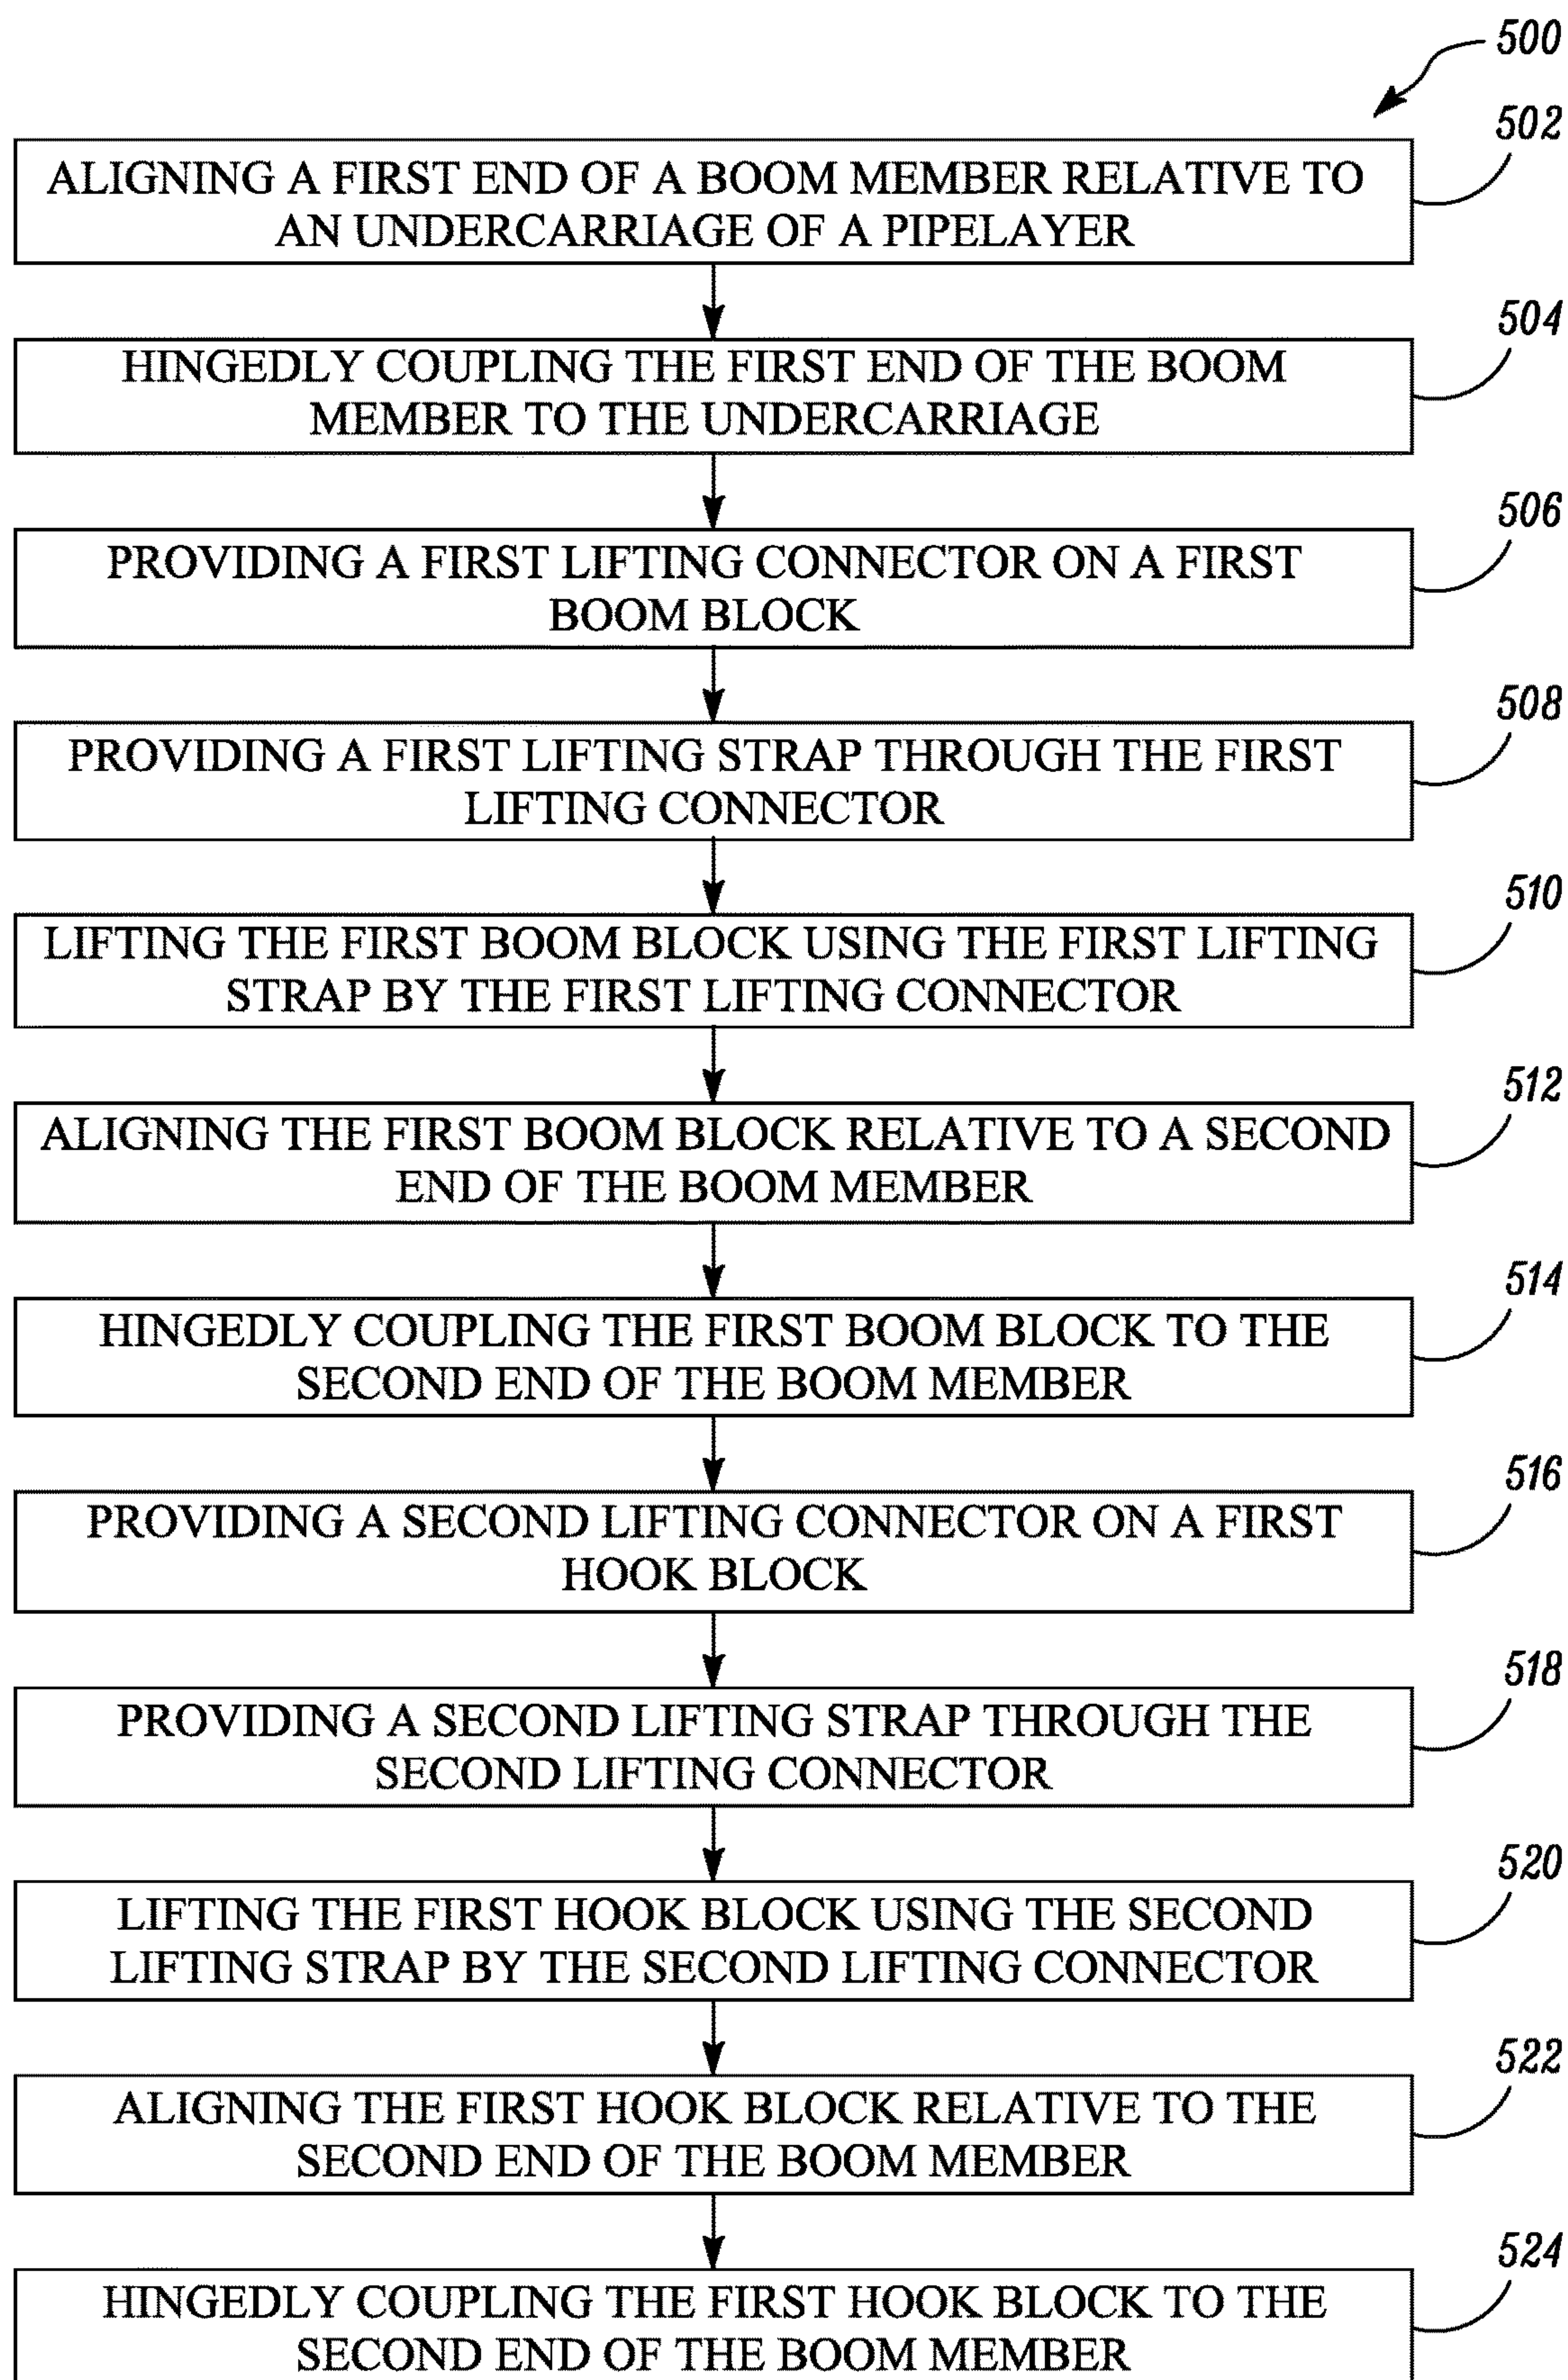 500
502
ALIGNING A FIRST END OF A BOOM MEMBER RELATIVE TO
AN UNDERCARRIAGE OF A PIPELAYER
504
HINGEDLY COUPLING THE FIRST END OF THE BOOM
MEMBER TO THE UNDERCARRIAGE
506
PROVIDING A FIRST LIFTING CONNECTOR ON A FIRST
BOOM BLOCK
508
PROVIDING A FIRST LIFTING STRAP THROUGH THE FIRST
LIFTING CONNECTOR
510
LIFTING THE FIRST BOOM BLOCK USING THE FIRST LIFTING
STRAP BY THE FIRST LIFTING CONNECTOR
512
ALIGNING THE FIRST BOOM BLOCK RELATIVE TO A SECOND
END OF THE BOOM MEMBER
514
HINGEDLY COUPLING THE FIRST BOOM BLOCK TO THE
SECOND END OF THE BOOM MEMBER
516
PROVIDING A SECOND LIFTING CONNECTOR ON A FIRST
HOOK BLOCK
518
PROVIDING A SECOND LIFTING STRAP THROUGH THE
SECOND LIFTING CONNECTOR
520
LIFTING THE FIRST HOOK BLOCK USING THE SECOND
LIFTING STRAP BY THE SECOND LIFTING CONNECTOR
522
ALIGNING THE FIRST HOOK BLOCK RELATIVE TO THE
SECOND END OF THE BOOM MEMBER
524
HINGEDLY COUPLING THE FIRST HOOK BLOCK TO THE
SECOND END OF THE BOOM MEMBER